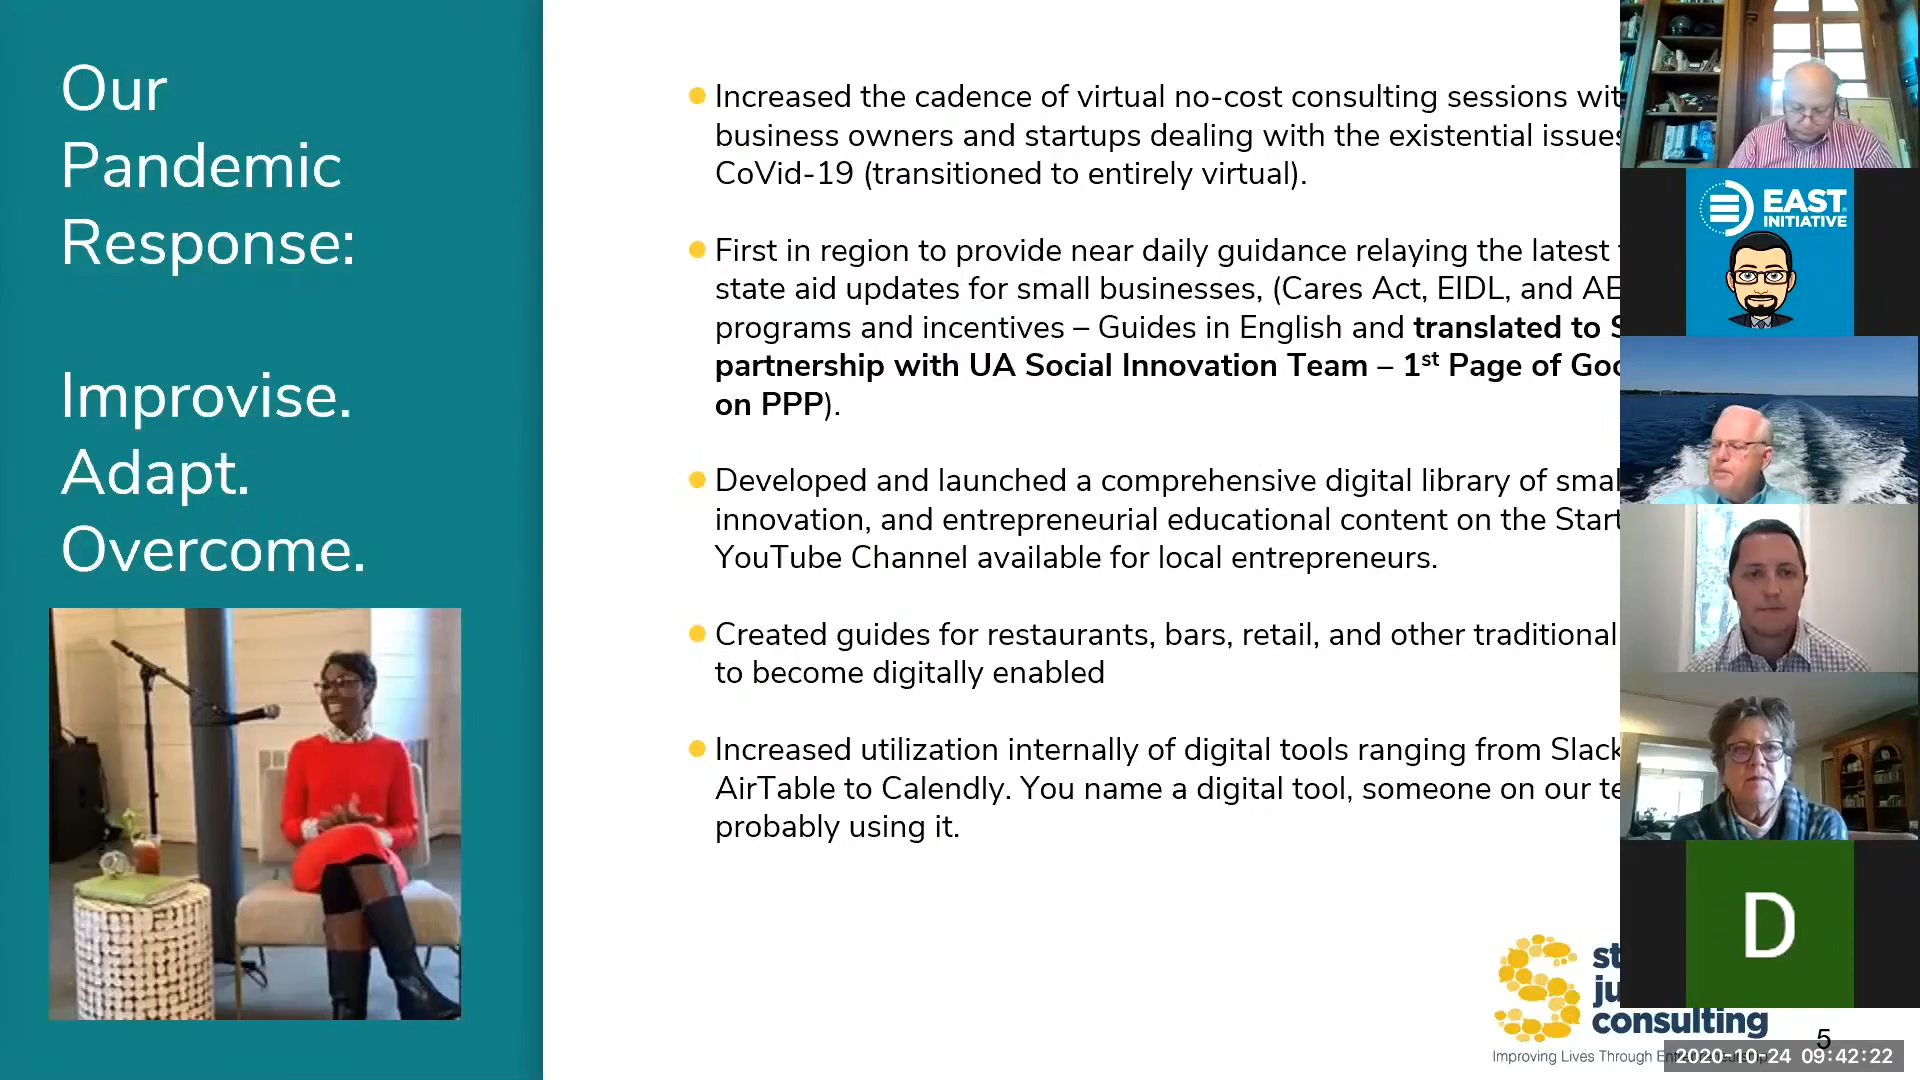 Our
Pandemic
Response:
Improvise.
Adapt.
Overcome.
Increased the cadence of virtual no-cost consulting sessions
business owners and startups dealing with the existential issues
CoVid-19 (transitioned to entirely virtual).
First in region to provide near daily guidance relaying the latest
state aid updates for small businesses, (Cares Act, EIDL, and
programs and incentives – Guides in English and translated to
partnership with UA Social Innovation Team – 1st Page of
on PPP).
Developed and launched a comprehensive digital library of
innovation, and entrepreneurial educational content on the
YouTube Channel available for local entrepreneurs.
Created guides for restaurants, bars, retail, and other traditional
to become digitally enabled
Increased utilization internally of digital tools ranging from Slack
AirTable to Calendly. You name a digital tool, someone on our
probably using it.
consulting
Improving Lives Through
5
EAST
INITIATIVE
D
2020-10-24 09:42:22